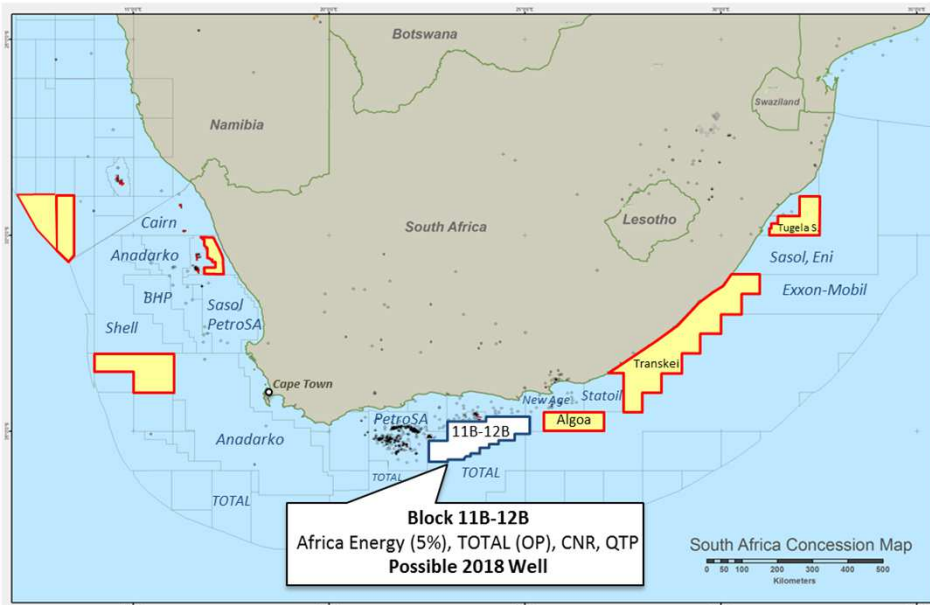 Botswana
Swaziland
Namibia
Lesotho
South Africa
Tugela S.
Cairn
Anadarko
Sasol, Eni
BHP
Exxon-Mobil
Sasol
PetroSA
Shell
Transkei
Cape Town
New Age
Statoil
PetroSA
Algoa
11B-12B
Anadarko
TOTAL
TOTAL
TOTAL
Block 11B-12B
Africa Energy (5%), TOTAL (OP), CNR, QTP
Possible 2018 Well
South Africa Concession Map
0 50 100 200 300 400 500
Kilometers